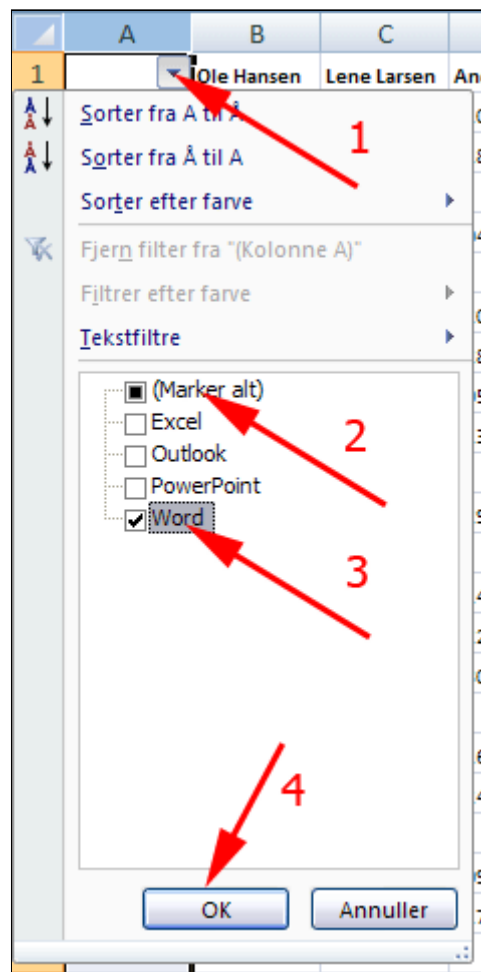 A B C
1 Ole Hansen Lene Larsen
Sorter fra A til Å
1
Sorter fra Å til A
Sorter efter farve
Fjern filter fra "(Kolonne A)"
Filtrer efter farve
Tekstfiltre
(Marker alt)
2
Excel
Outlook
PowerPoint
Word
3
4
OK Annuller